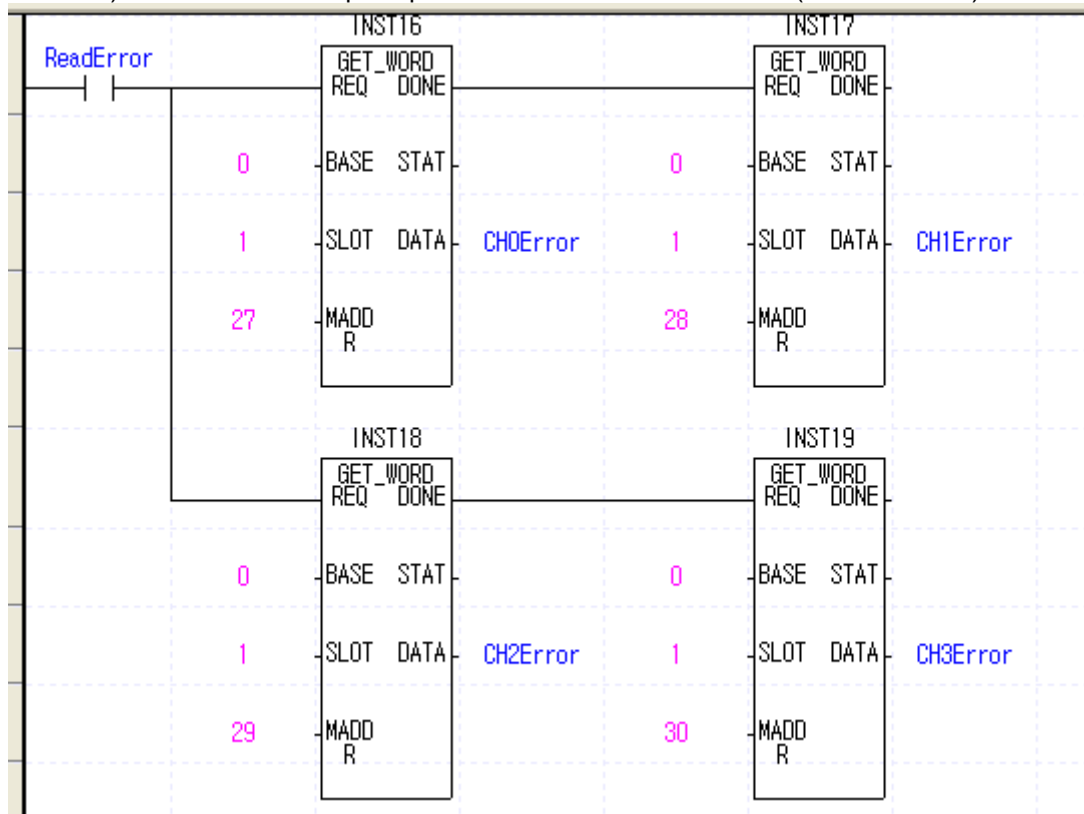 INST16 INST17
ReadError GET_WORD GET_WORD
REQ DONE REQ DONE
0 BASE STAT 0 BASE STAT
1 SLOT DATA CH0Error 1 SLOT DATA CH1Error
27 MADD 28 MADD
R R
INST18 INST19
GET_WORD GET_WORD
REQ DONE REQ DONE
0 BASE STAT 0 BASE STAT
1 SLOT DATA CH2Error 1 SLOT DATA CH3Error
29 MADD 30 MADD
R R